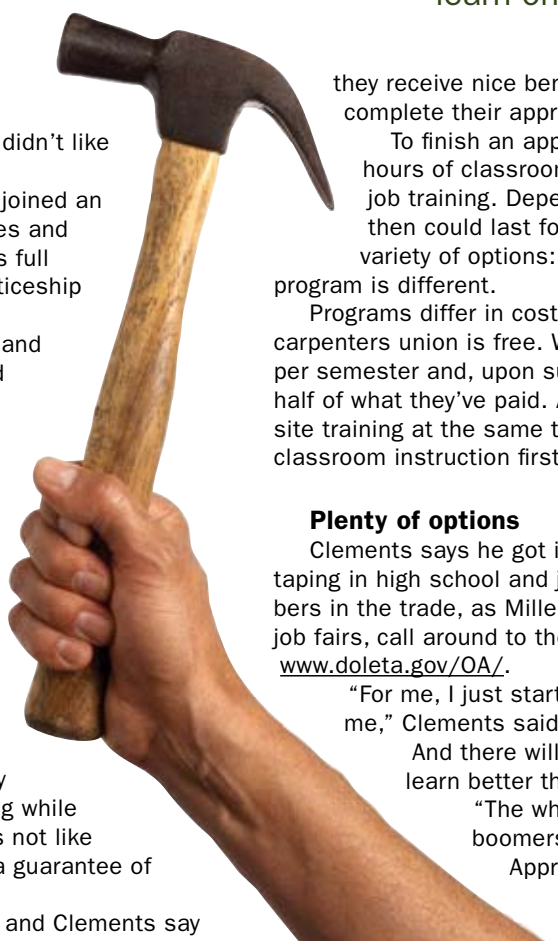 learn on
didn’t like
joined an
es and
s full
ticeship
and
d
y
g while
s not like
a guarantee of
and Clements say
they receive nice ben
complete their appr
To finish an app
hours of classroom
job training. Depe
then could last fo
variety of options:
program is different.
Programs differ in cost
carpenters union is free. W
per semester and, upon su
half of what they’ve paid. A
site training at the same t
classroom instruction first
Plenty of options
Clements says he got i
taping in high school and j
bers in the trade, as Mille
job fairs, call around to the
www.doleta.gov/OA/.
“For me, I just start
me,” Clements said
And there will
learn better th
“The wh
boomers
Appr